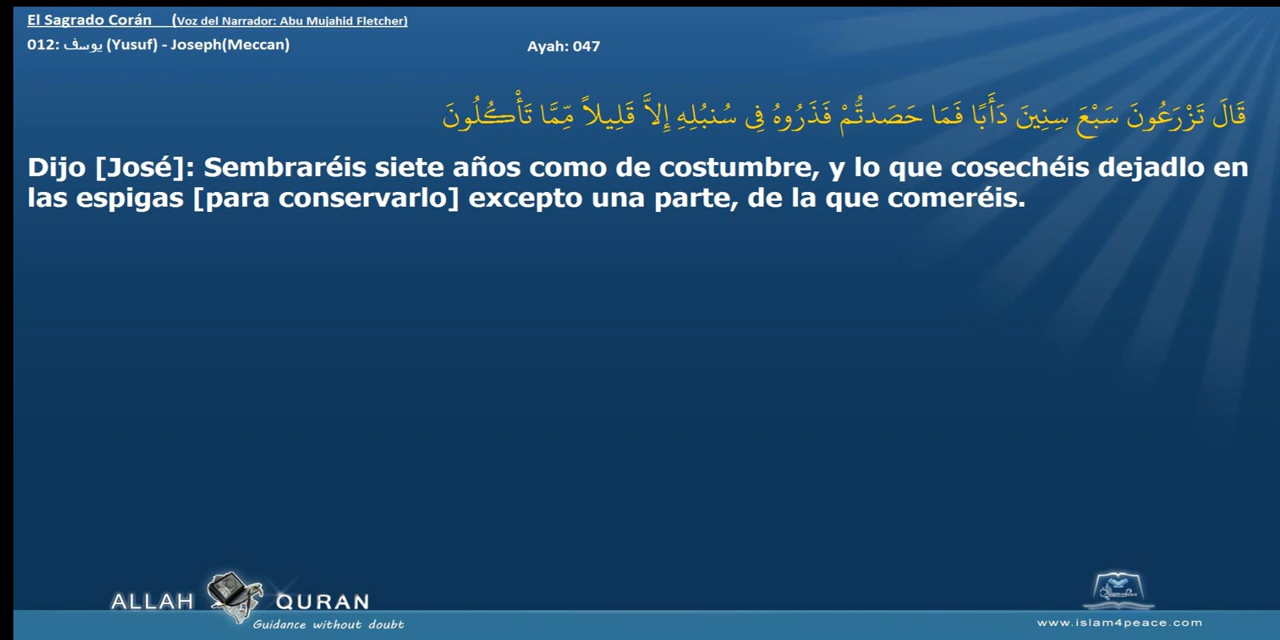 El Sagrado Corán (Voz del Narrador: Abu Mujahid Fletcher)
012: يوسف (Yusuf) - Joseph(Meccan) Ayah: 047
قَالَ تَزْرَعُونَ سَبْعَ سِنِينَ دَأَبًا فَمَا حَصَدتُّمْ فَذَرُوهُ فِي سُنبُلِهِ إِلاَّ قَلِيلاً مِّمَّا تَأْكُلُونَ
Dijo [José]: Sembraréis siete años como de costumbre, y lo que cosechéis dejadlo en
las espigas [para conservarlo] excepto una parte, de la que comeréis.
ALLAH QURAN
Guidance without doubt
www.islam4peace.com